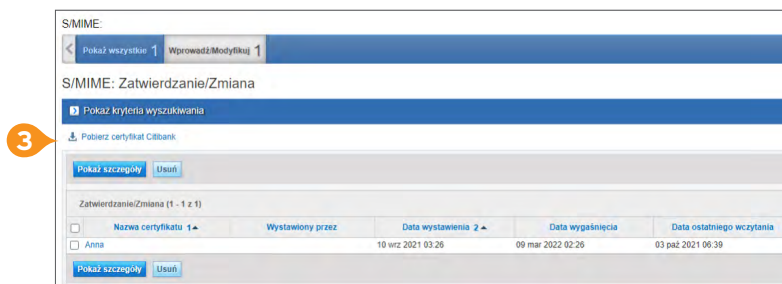 S/MIME:
Pokaż wszystkie 1 Wprowadź/Modyfikuj 1
S/MIME: Zatwierdzanie/Zmiana
Pokaż kryteria wyszukiwania
3
Pobierz certyfikat Citibank
Pokaż szczegóły Usuń
Zatwierdzanie/Zmiana (1 - 1 z 1)
Nazwa certyfikatu 1 Wystawiony przez Data wystawienia 2 Data wygaśnięcia Data ostatniego wczytania
Anna 10 wrz 2021 03:26 09 mar 2022 02:26 03 paź 2021 06:39
Pokaż szczegóły Usuń